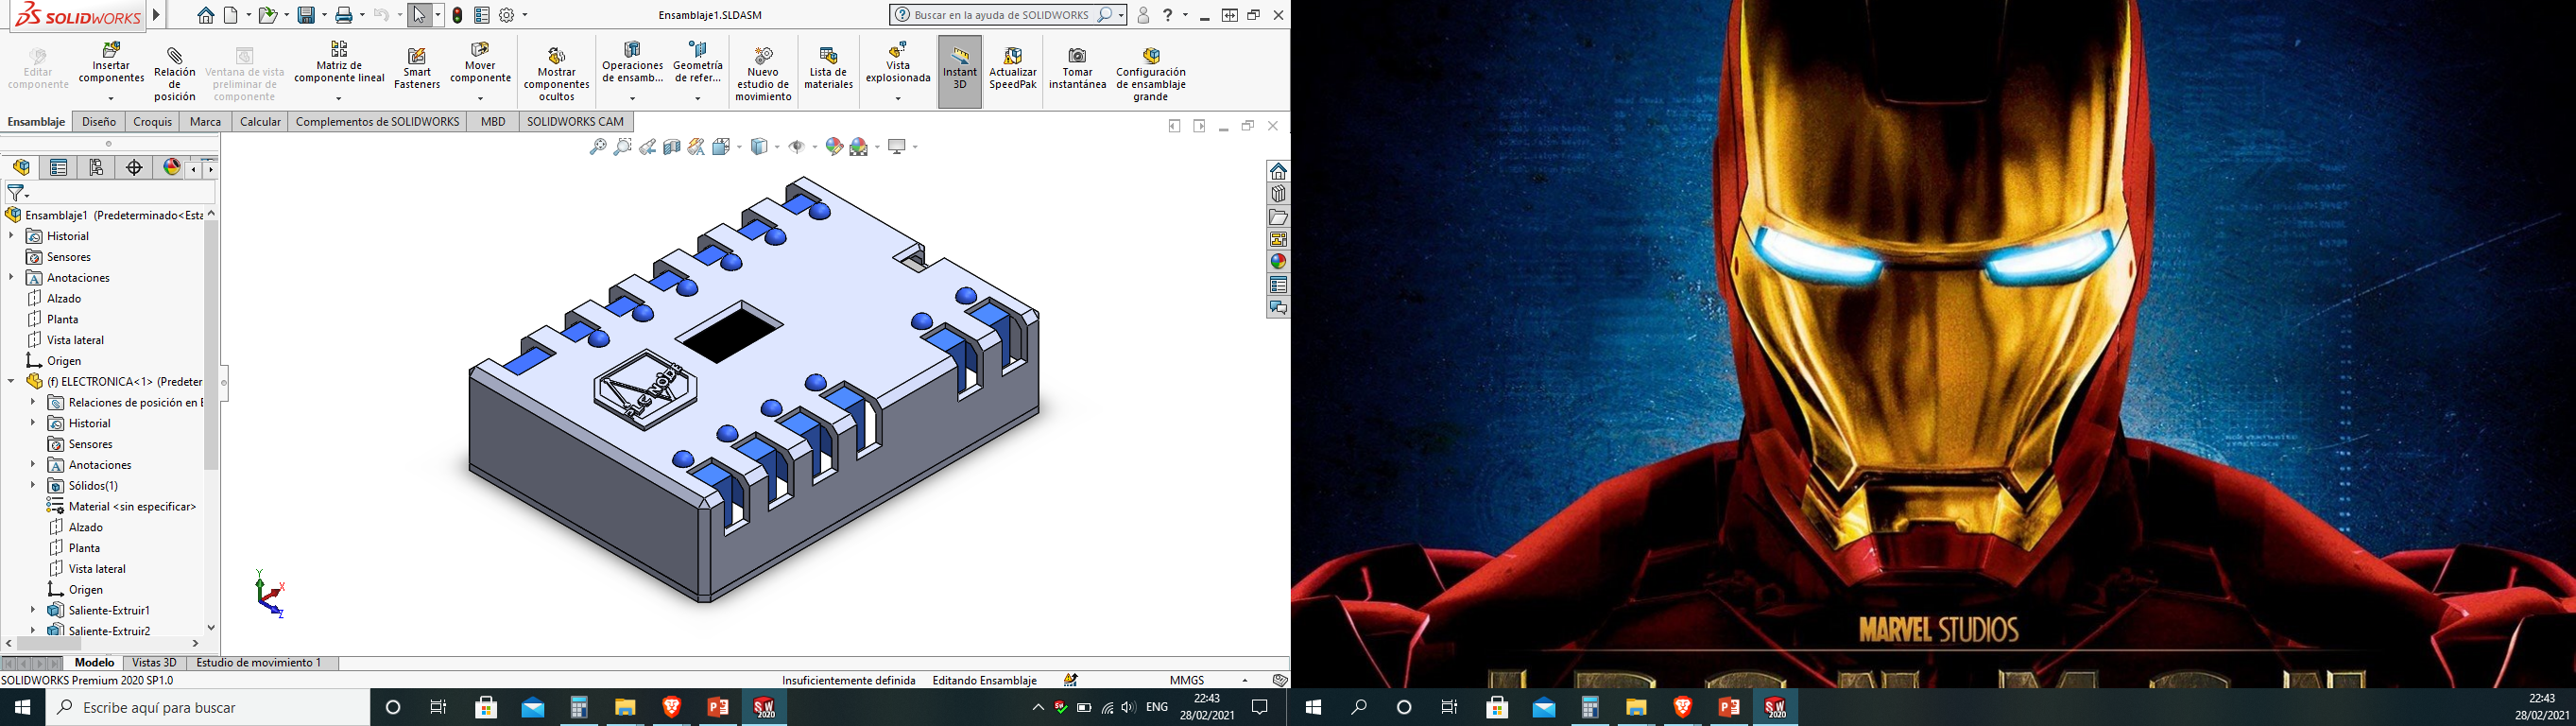 SOLIDWORKS
Ensamblaje1.SLDASM
Buscar en la ayuda de SOLIDWORKS
?
Editar
componente
Insertar
componentes
Relación
de
posición
Ventana de vista
preliminar de
componente
Matriz de
componente lineal
Smart
Fasteners
Mover
componente
Mostrar
componentes
ocultos
Operaciones
de ensamb...
Geometría
de refer...
Nuevo
estudio de
movimiento
Lista de
materiales
Vista
explosionada
Instant
3D
Actualizar
SpeedPak
Tomar
instantánea
Configuración
de ensamblaje
grande
Ensamblaje
Diseño
Croquis
Marca
Calcular
Complementos de SOLIDWORKS
MBD
SOLIDWORKS CAM
Ensamblaje1 (Predeterminado<Esta
Historial
Sensores
Anotaciones
Alzado
Planta
Vista lateral
Origen
(f) ELECTRONICA<1> (Predeter
Relaciones de posición en E
Historial
Sensores
Anotaciones
Sólidos(1)
Material <sin especificar>
Alzado
Planta
Vista lateral
Origen
Saliente-Extruir1
Saliente-Extruir2
PLC NODE
Y
X
Z
Modelo
Vistas 3D
Estudio de movimiento 1
SOLIDWORKS Premium 2020 SP1.0
Insuficientemente definida
Editando Ensamblaje
MMGS
Escribe aquí para buscar
ENG
22:43
28/02/2021
MARVEL STUDIOS
22:43
28/02/2021